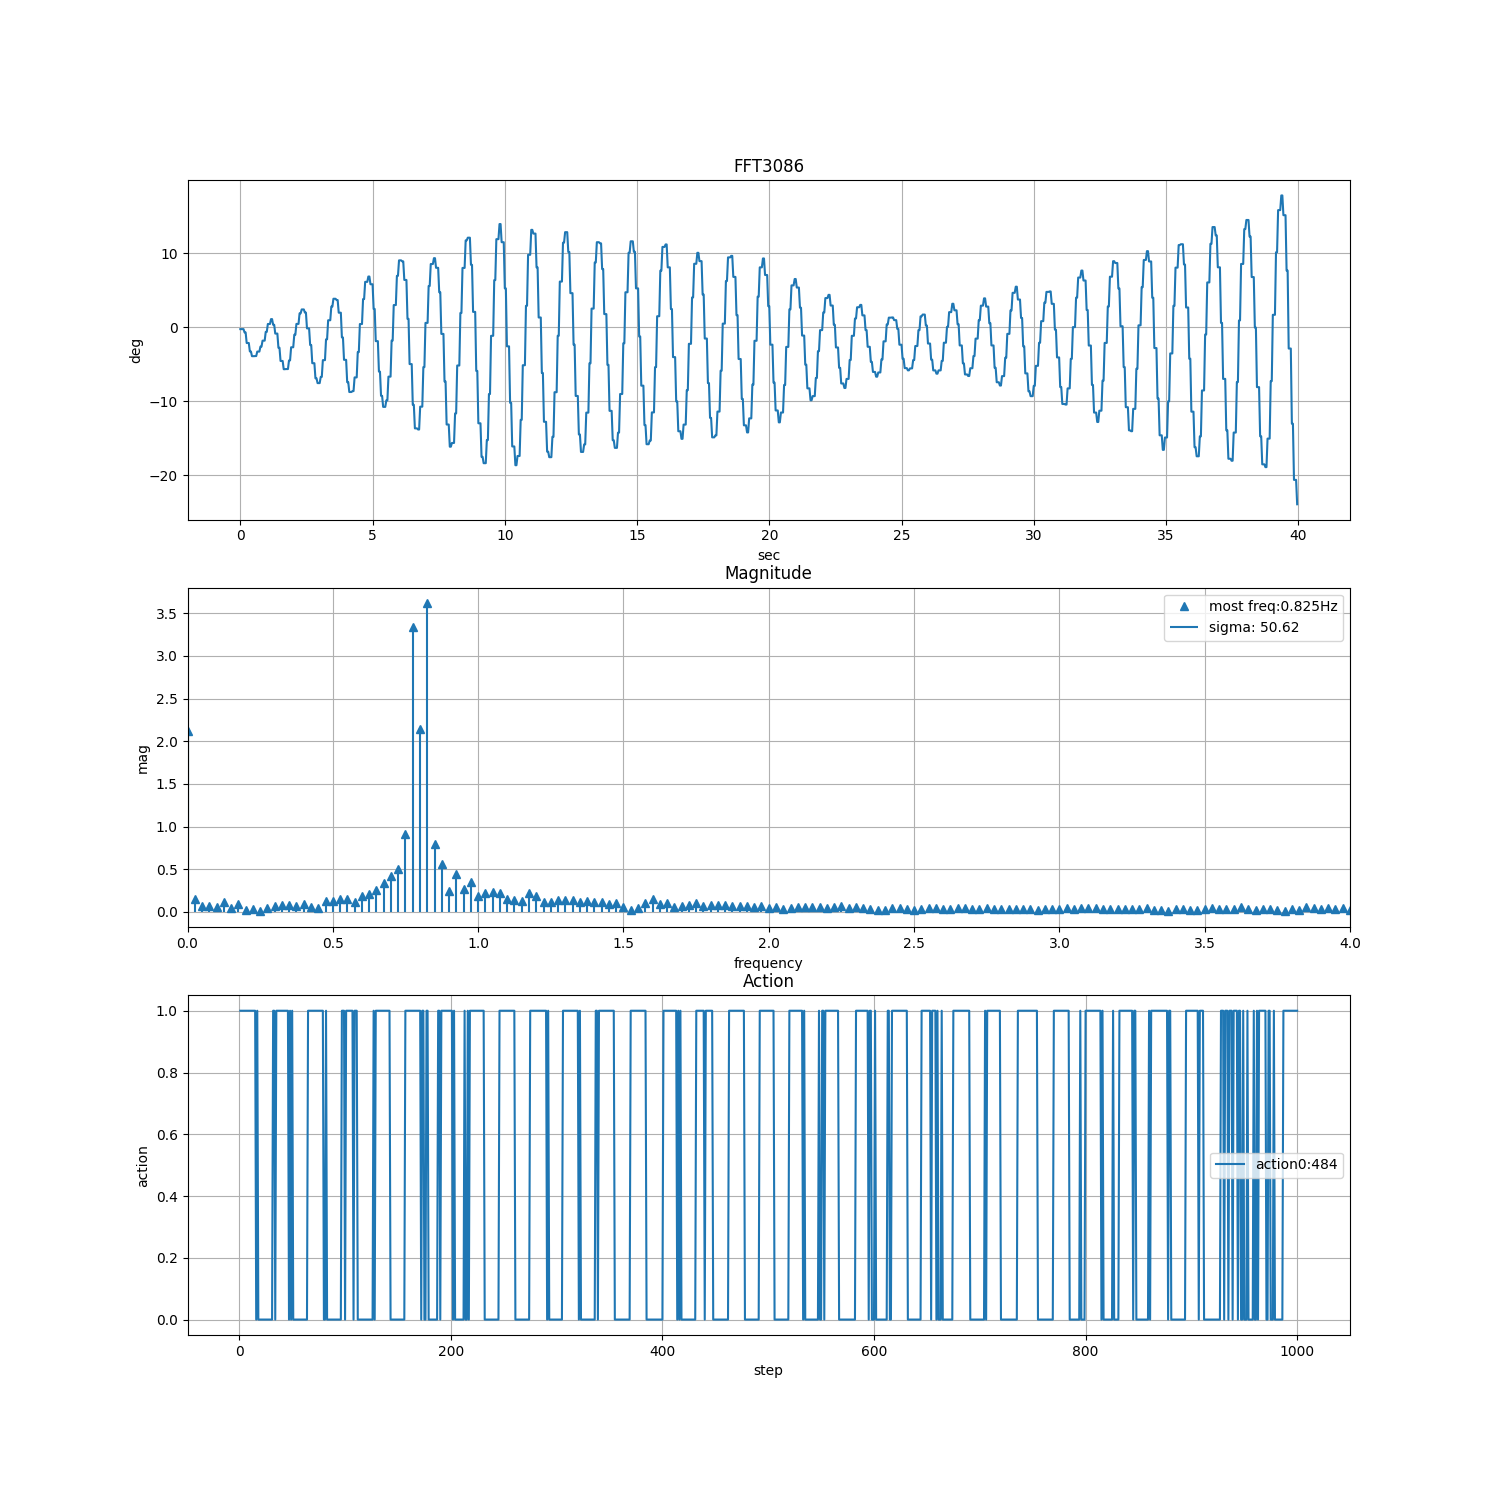 FFT3086
10
0
−10
−20
deg
0 5 10 15 20 25 30 35 40
sec
Magnitude
most freq:0.825Hz
sigma: 50.62
3.5
3.0
2.5
2.0
1.5
1.0
0.5
0.0
mag
0.0 0.5 1.0 1.5 2.0 2.5 3.0 3.5 4.0
frequency
Action
1.0
0.8
0.6
0.4
0.2
0.0
action
action0:484
0 200 400 600 800 1000
step